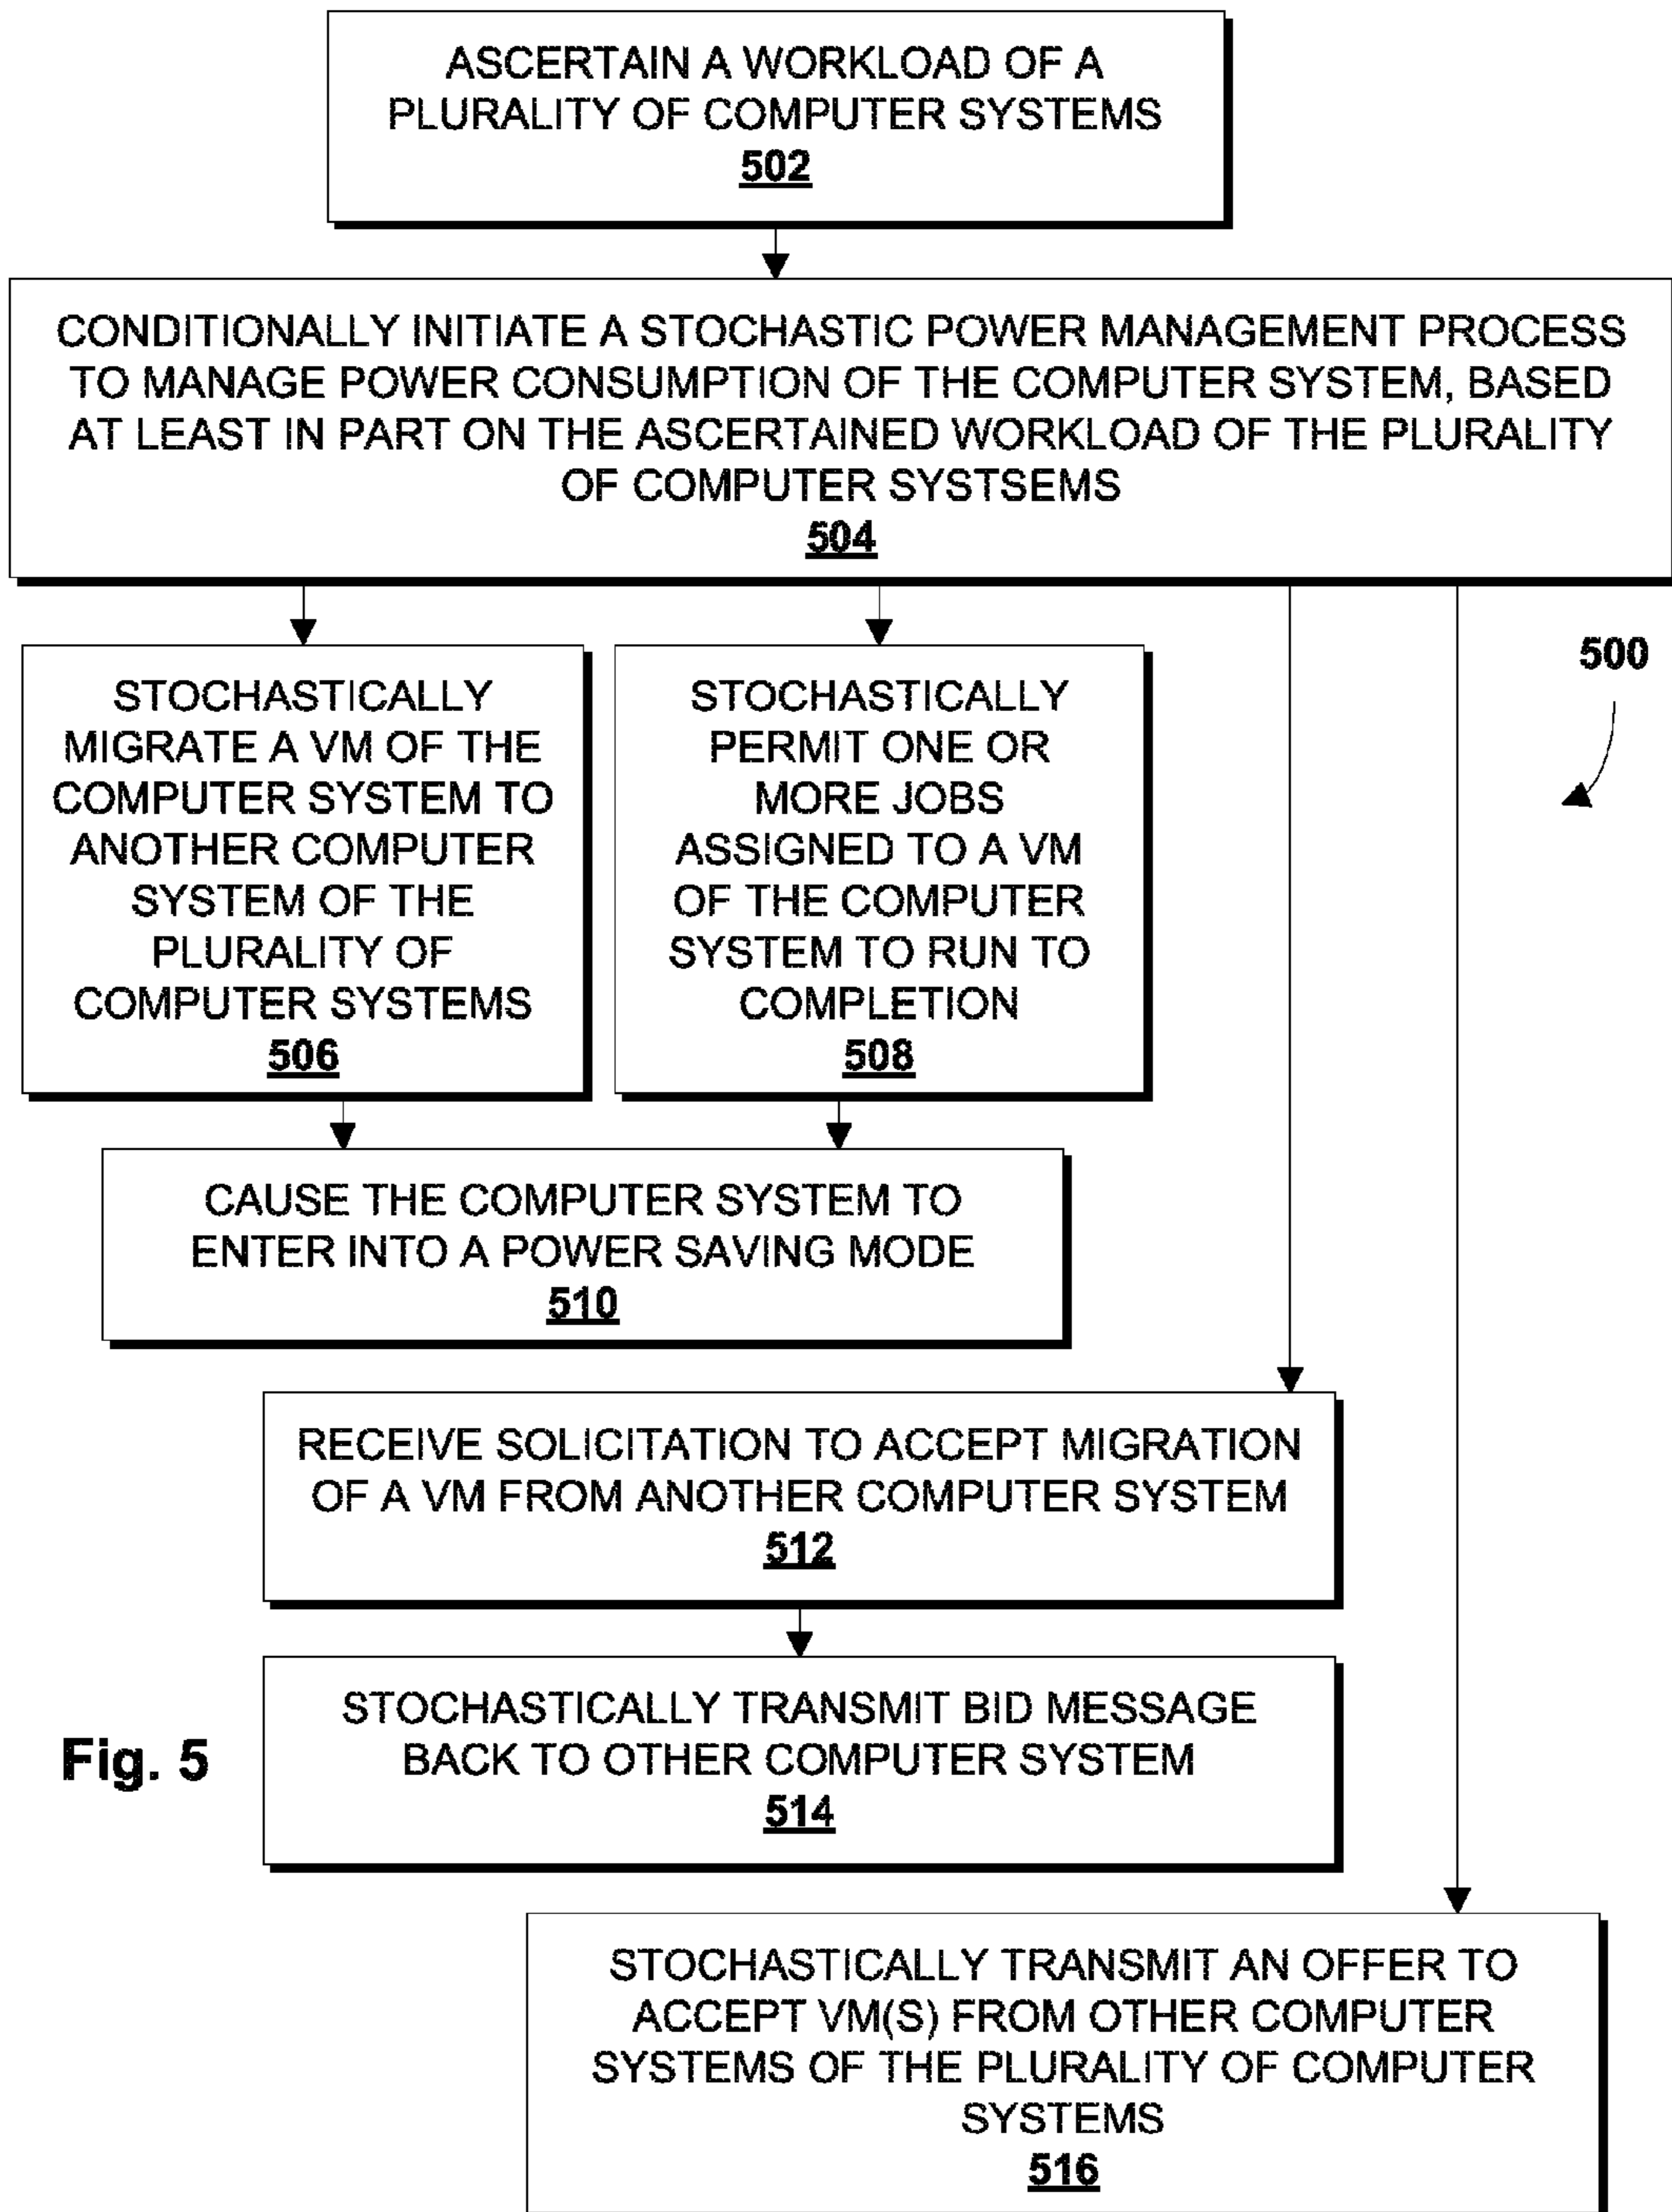 ASCERTAIN A WORKLOAD OF A
PLURALITY OF COMPUTER SYSTEMS
502
CONDITIONALLY INITIATE A STOCHASTIC POWER MANAGEMENT PROCESS
TO MANAGE POWER CONSUMPTION OF THE COMPUTER SYSTEM, BASED
AT LEAST IN PART ON THE ASCERTAINED WORKLOAD OF THE PLURALITY
OF COMPUTER SYSTSEMS
504
500
STOCHASTICALLY
MIGRATE A VM OF THE
COMPUTER SYSTEM TO
ANOTHER COMPUTER
SYSTEM OF THE
PLURALITY OF
COMPUTER SYSTEMS
506
STOCHASTICALLY
PERMIT ONE OR
MORE JOBS
ASSIGNED TO A VM
OF THE COMPUTER
SYSTEM TO RUN TO
COMPLETION
508
CAUSE THE COMPUTER SYSTEM TO
ENTER INTO A POWER SAVING MODE
510
RECEIVE SOLICITATION TO ACCEPT MIGRATION
OF A VM FROM ANOTHER COMPUTER SYSTEM
512
STOCHASTICALLY TRANSMIT BID MESSAGE
BACK TO OTHER COMPUTER SYSTEM
514
Fig. 5
STOCHASTICALLY TRANSMIT AN OFFER TO
ACCEPT VM(S) FROM OTHER COMPUTER
SYSTEMS OF THE PLURALITY OF COMPUTER
SYSTEMS
516